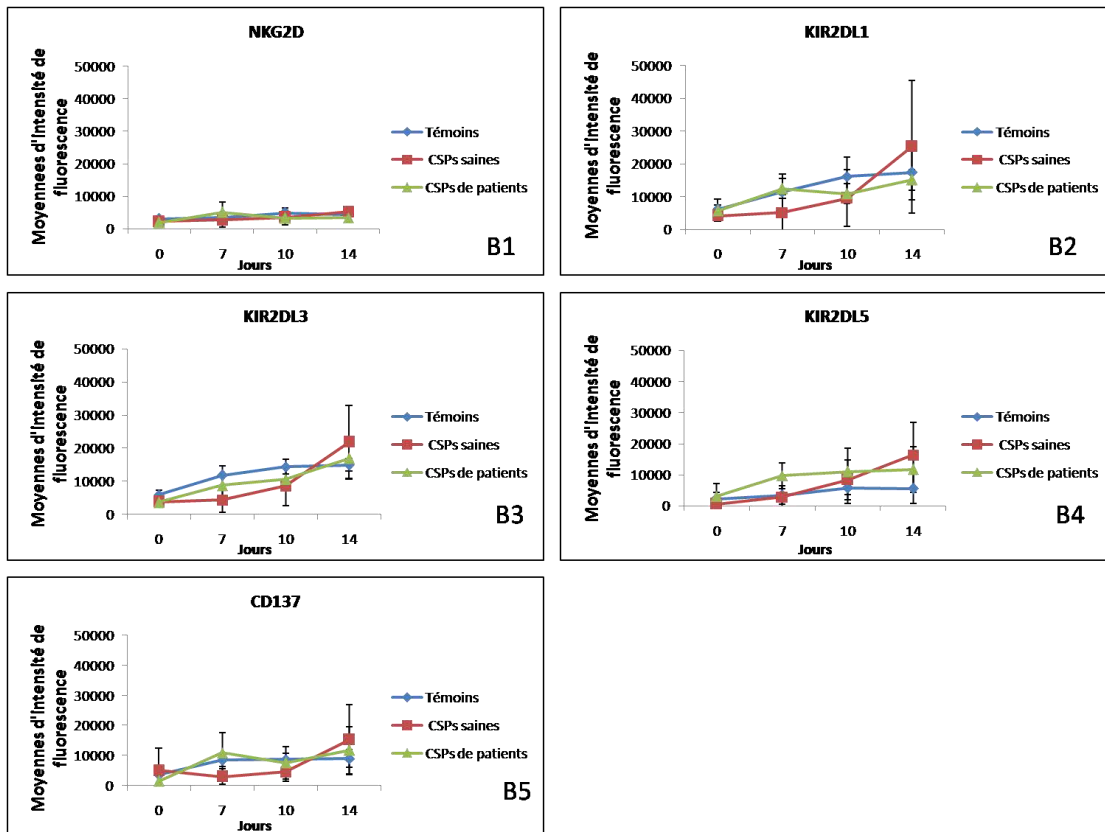 NKG2D
Moyennees d'Intensité de
fluorescence
50000
40000
30000
20000
10000
0
0 7 10 14
Jours
Témoins
CSPs saines
CSPs de patients
B1
KIR2DL1
Moyennes d'Intensité de
fluorescence
50000
40000
30000
20000
10000
0
0 7 10 14
Jours
Témoins
CSPs saines
CSPs de patients
B2
KIR2DL3
Moyennes d'Intensité de
fluorescence
50000
40000
30000
20000
10000
0
0 7 10 14
Jours
Témoins
CSPs saines
CSPs de patients
B3
KIR2DL5
Moyennes d'Intensité de
fluorescence
50000
40000
30000
20000
10000
0
0 7 10 14
Jours
Témoins
CSPs saines
CSPs de patients
B4
CD137
Moyennes d'Intensité de
fluorescence
50000
40000
30000
20000
10000
0
0 7 10 14
Jours
Témoins
CSPs saines
CSPs de patients
B5